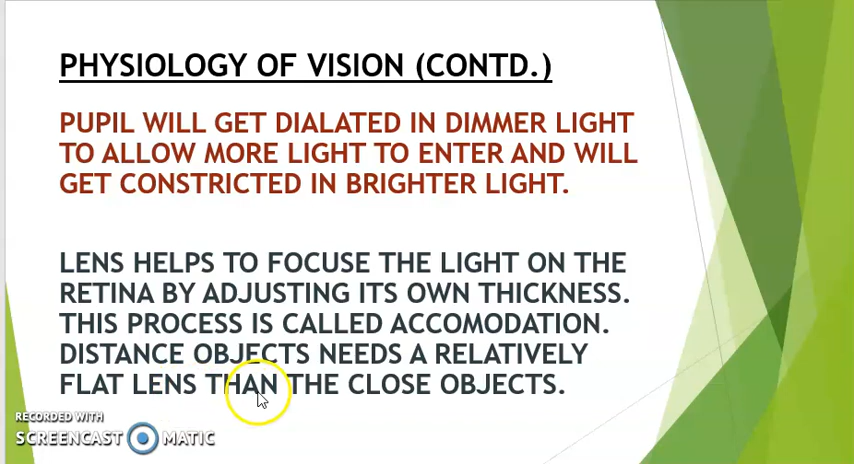 PHYSIOLOGY OF VISION (CONTD.)
PUPIL WILL GET DIALATED IN DIMMER LIGHT
TO ALLOW MORE LIGHT TO ENTER AND WILL
GET CONSTRICTED IN BRIGHTER LIGHT.
LENS HELPS TO FOCUSE THE LIGHT ON THE
RETINA BY ADJUSTING ITS OWN THICKNESS.
THIS PROCESS IS CALLED ACCOMODATION.
DISTANCE OBJECTS NEEDS A RELATIVELY
FLAT LENS THAN THE CLOSE OBJECTS.
RECORDED WITH
SCREENCAST MATIC